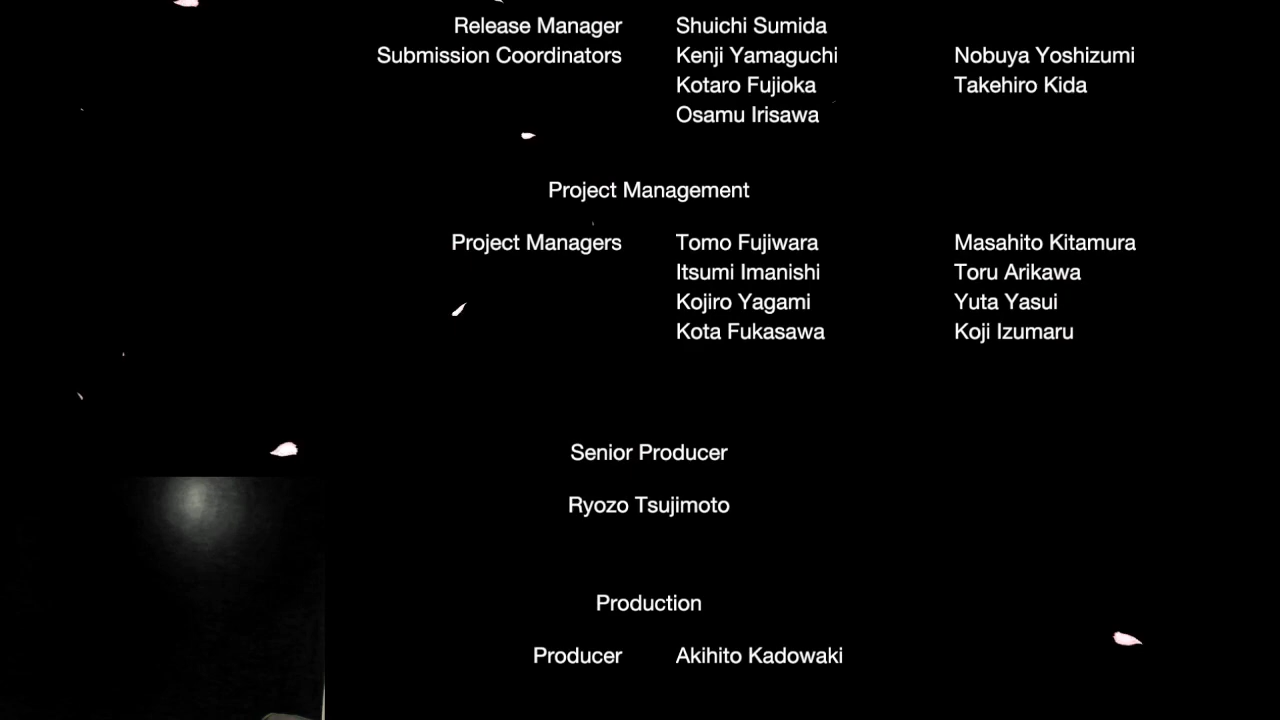 Release Manager Shuichi Sumida
Submission Coordinators Kenji Yamaguchi Nobuya Yoshizumi
Kotaro Fujioka Takehiro Kida
Osamu Irisawa
Project Management
Project Managers Tomo Fujiwara Masahito Kitamura
Itsumi Imanishi Toru Arikawa
Kojiro Yagami Yuta Yasui
Kota Fukasawa Koji Izumaru
Senior Producer
Ryozo Tsujimoto
Production
Producer Akihito Kadowaki